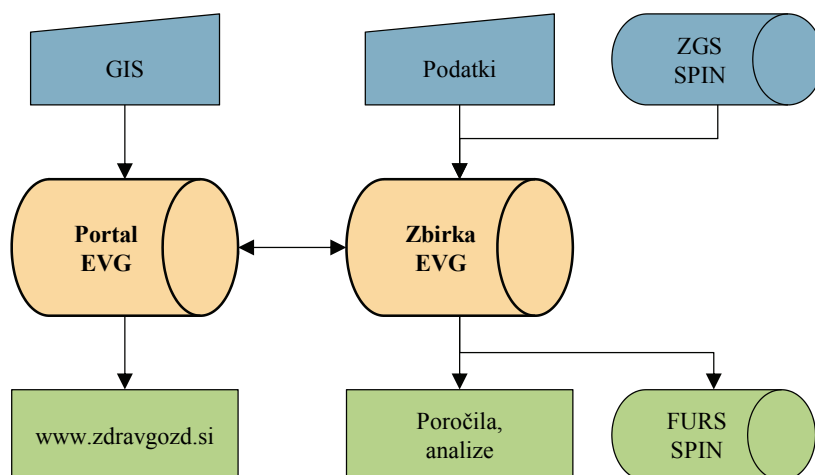 GIS
Podatki
ZGS
SPIN
Portal
EVG
Zbirka
EVG
www.zdravgozd.si
Poročila,
analize
FURS
SPIN